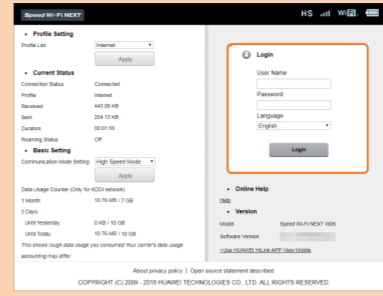 Speed Wi-Fi NEXT
HS
WiFi
Profile Setting
Profile List
Internet
Apply
Current Status
Connection Status Connected
Profile Internet
Received 443.06 KB
Sent 204.13 KB
Duration 00:01:50
Roaming Status: Off
Basic Setting
Communication Mode Setting High Speed Mode
Apply
Data Usage Counter (Only for KDDI network)
1 Month: 10.76 MB / 7 GB
3 Days:
Until Yesterday: 0 KB / 10 GB
Until Today: 10.76 MB / 10 GB
This shows rough data usage you consumed. Your carrier's data usage
accounting may differ.
Login
User Name
Password
Language
English
Login
Online Help
Help
Version
Model: Speed Wi-Fi NEXT W06
Software Version:
>Use HUAWEI HiLink APP View Mobile
About privacy policy | Open source statement described
COPYRIGHT (C) 2009 - 2018 HUAWEI TECHNOLOGIES CO., LTD. ALL RIGHTS RESERVED.